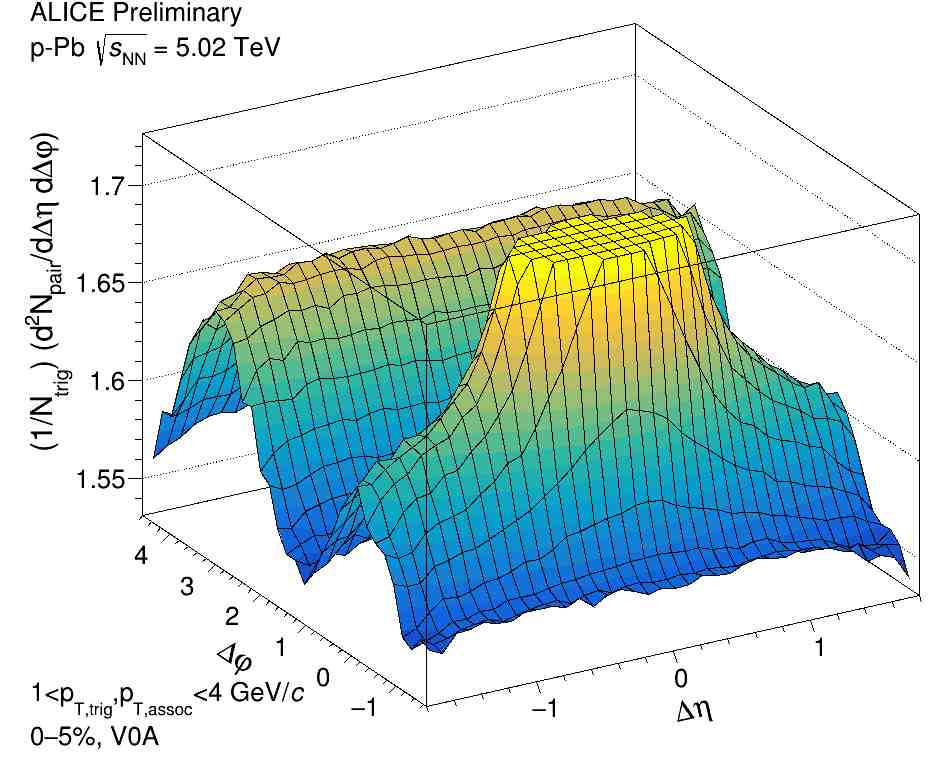 ALICE Preliminary
p-Pb √sNN = 5.02 TeV
(1/Ntrig) (d²Npair/dΔη dΔφ)
1.7
1.65
1.6
1.55
4
3
2
1
0
−1
Δφ
−1
0
1
Δη
1<pT,trig,pT,assoc<4 GeV/c
0–5%, V0A